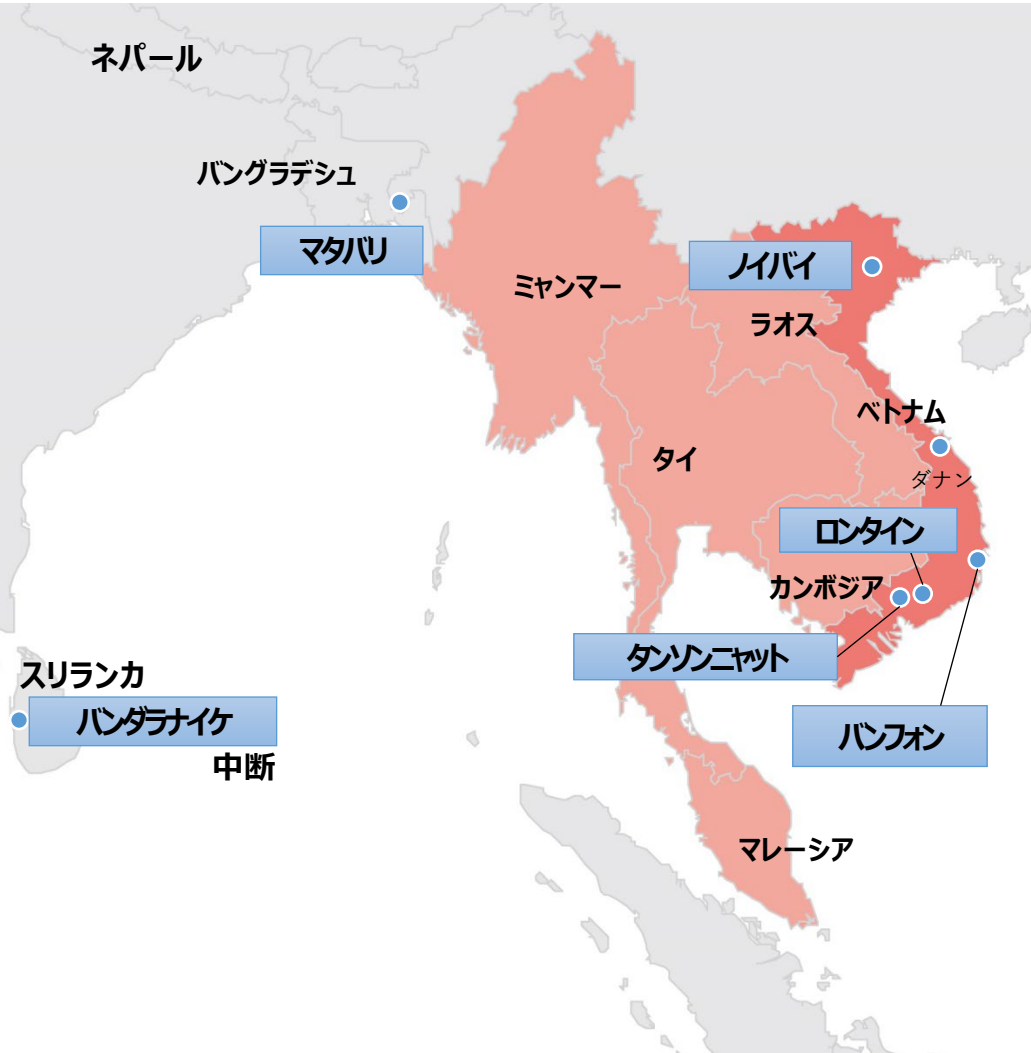 ネパール
バングラデシュ
マタバリ
ノイバイ
ミャンマー
ラオス
ベトナム
タイ
ダナン
ロンタイン
カンボジア
タンソンニャット
スリランカ
バンダラナイケ
バンフォン
中断
マレーシア